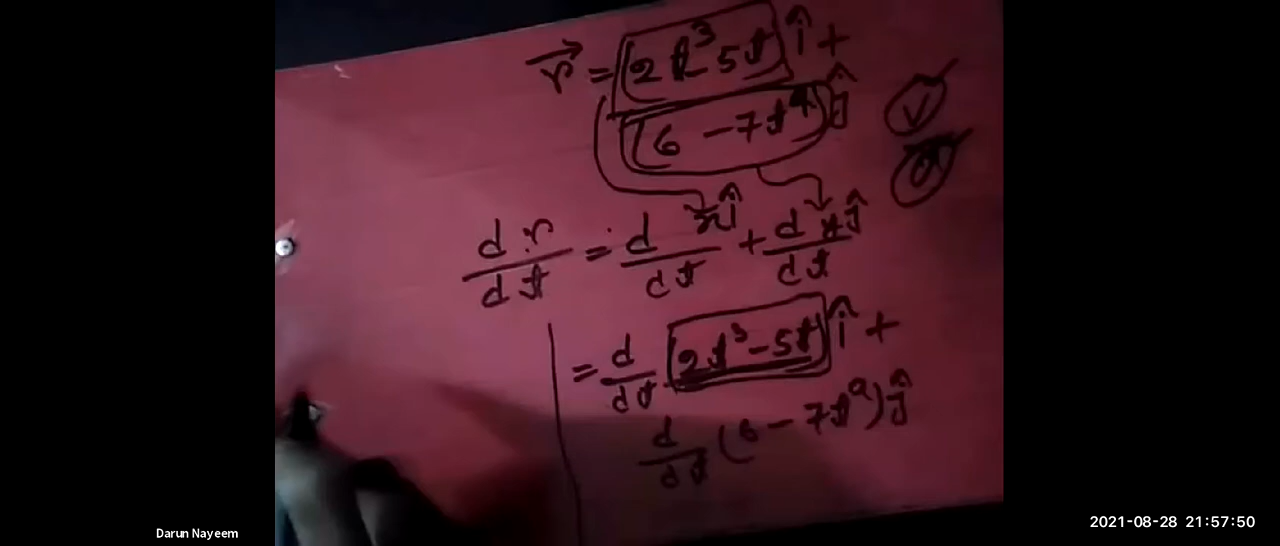 r⃗ = (2t³ 5t) î +
(6 - 7t⁴) ĵ
v
a
dr/dt = d xî/dt + d yĵ/dt
= d/dt (2t³ - 5t) î +
d/dt (6 - 7t⁴) ĵ
Darun Nayeem
2021-08-28 21:57:50